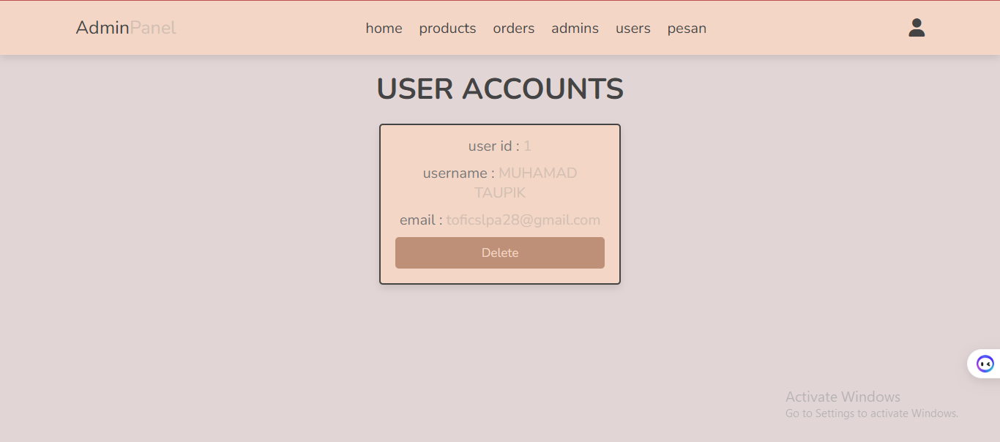 AdminPanel home products orders admins users pesan
USER ACCOUNTS
user id : 1
username : MUHAMAD
TAUPIK
email : toficslpa28@gmail.com
Delete
Activate Windows
Go to Settings to activate Windows.